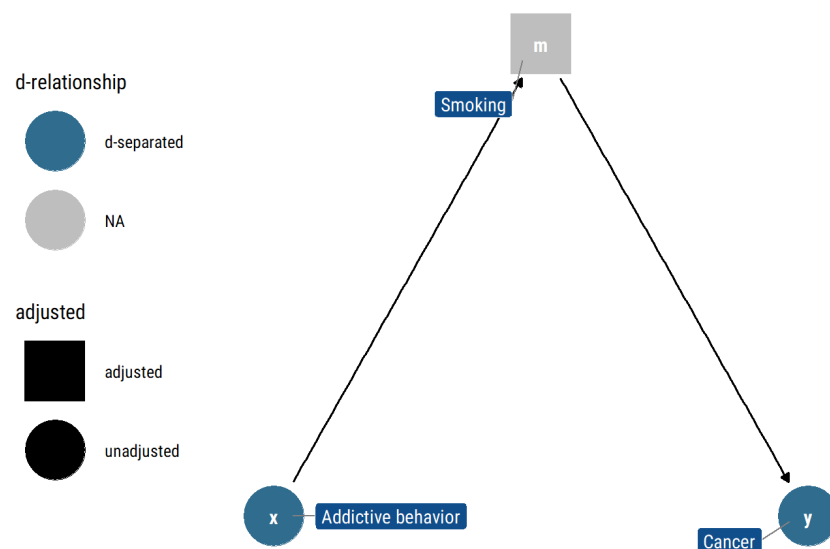 d-relationship
d-separated
NA
adjusted
adjusted
unadjusted
m
Smoking
x
Addictive behavior
y
Cancer